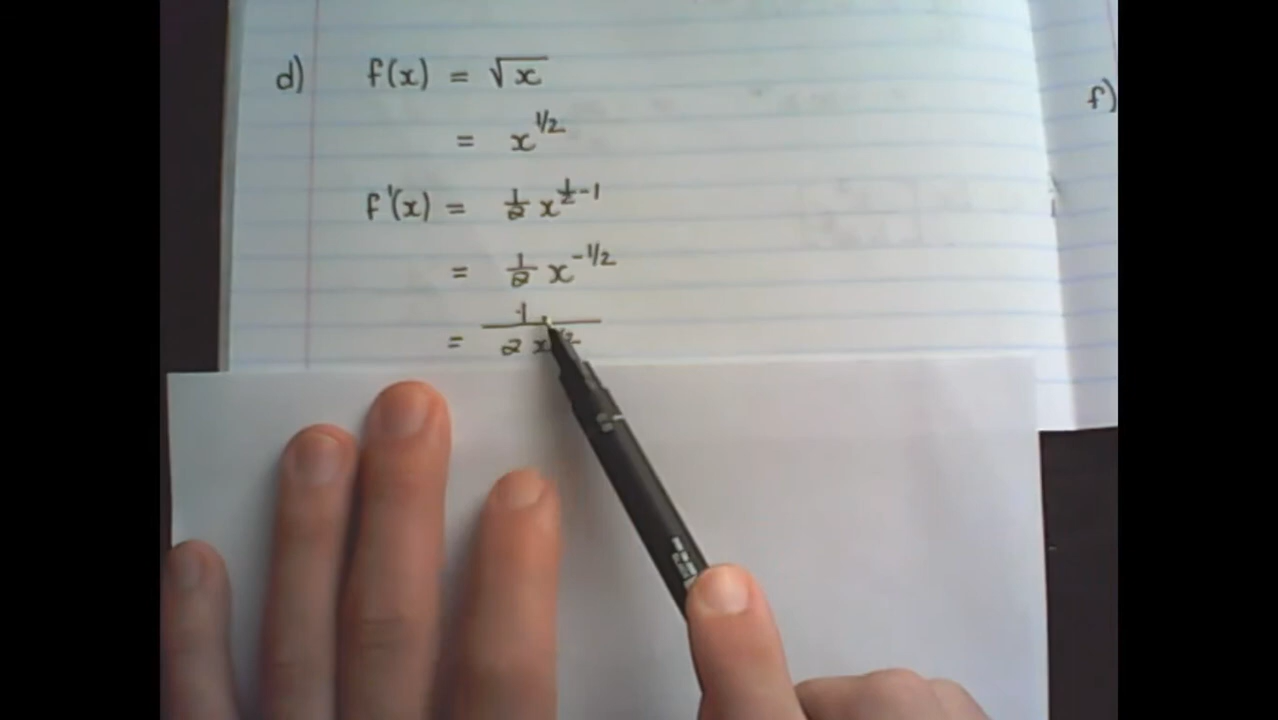 d) f(x) = √x
f)
= x^1/2
f'(x) = 1/2 x^1/2-1
= 1/2 x^-1/2
= 1/2x^1/2